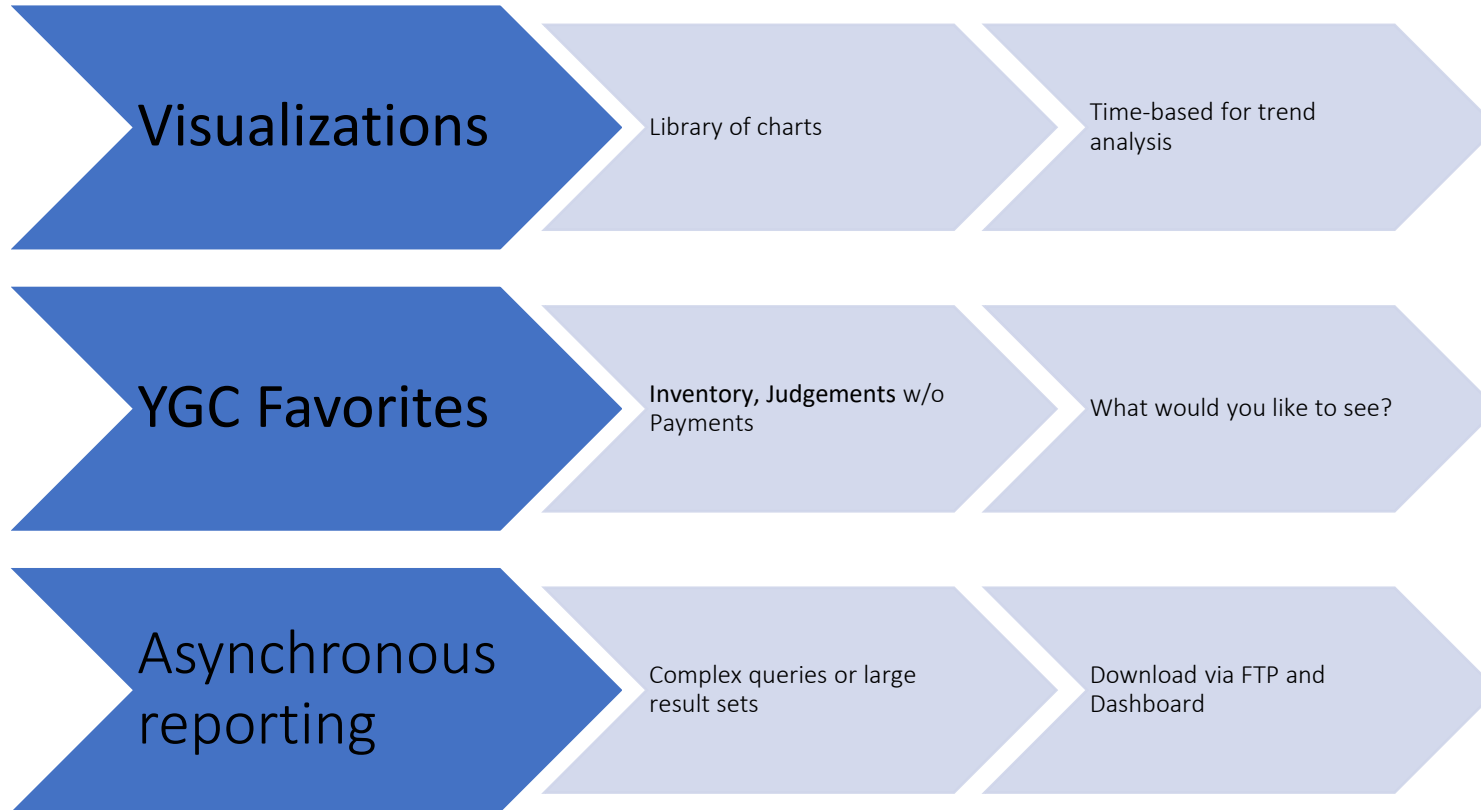 Visualizations
Library of charts
Time-based for trend
analysis
YGC Favorites
Inventory, Judgements w/o
Payments
What would you like to see?
Asynchronous
reporting
Complex queries or large
result sets
Download via FTP and
Dashboard